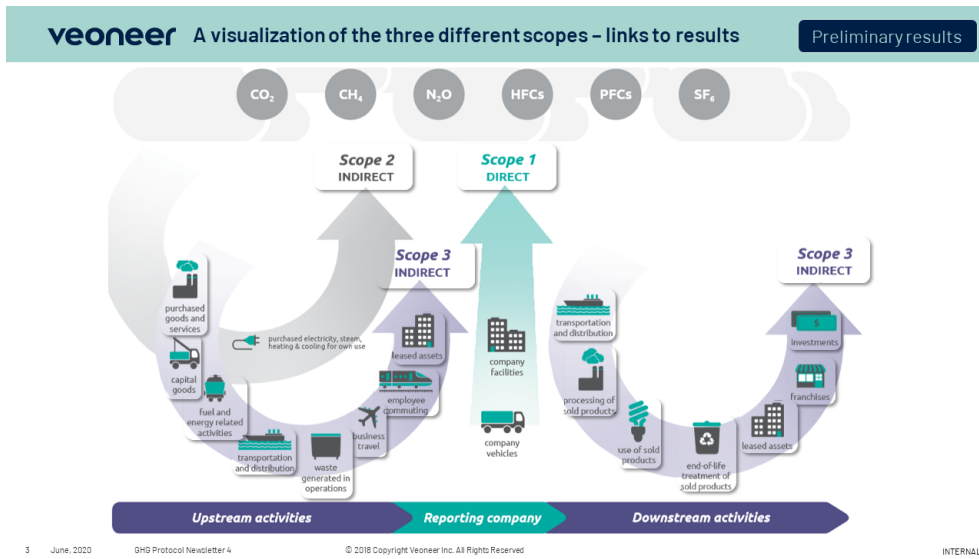 veoneer A visualization of the three different scopes – links to results
Preliminary results
CO₂ CH₄ N₂O HFCs PFCs SF₆
Scope 2
INDIRECT
Scope 1
DIRECT
Scope 3
INDIRECT
Scope 3
INDIRECT
purchased
goods and
services
capital
goods
fuel and
energy related
activities
transportation
and distribution
waste
generated in
operations
business
travel
employee
commuting
leased assets
purchased electricity, steam,
heating & cooling for own use
company
facilities
company
vehicles
transportation
and distribution
processing of
sold products
use of sold
products
end-of-life
treatment of
sold products
leased assets
franchises
investments
$
Upstream activities
Reporting company
Downstream activities
3 June, 2020 GHG Protocol Newsletter 4 © 2018 Copyright Veoneer Inc. All Rights Reserved